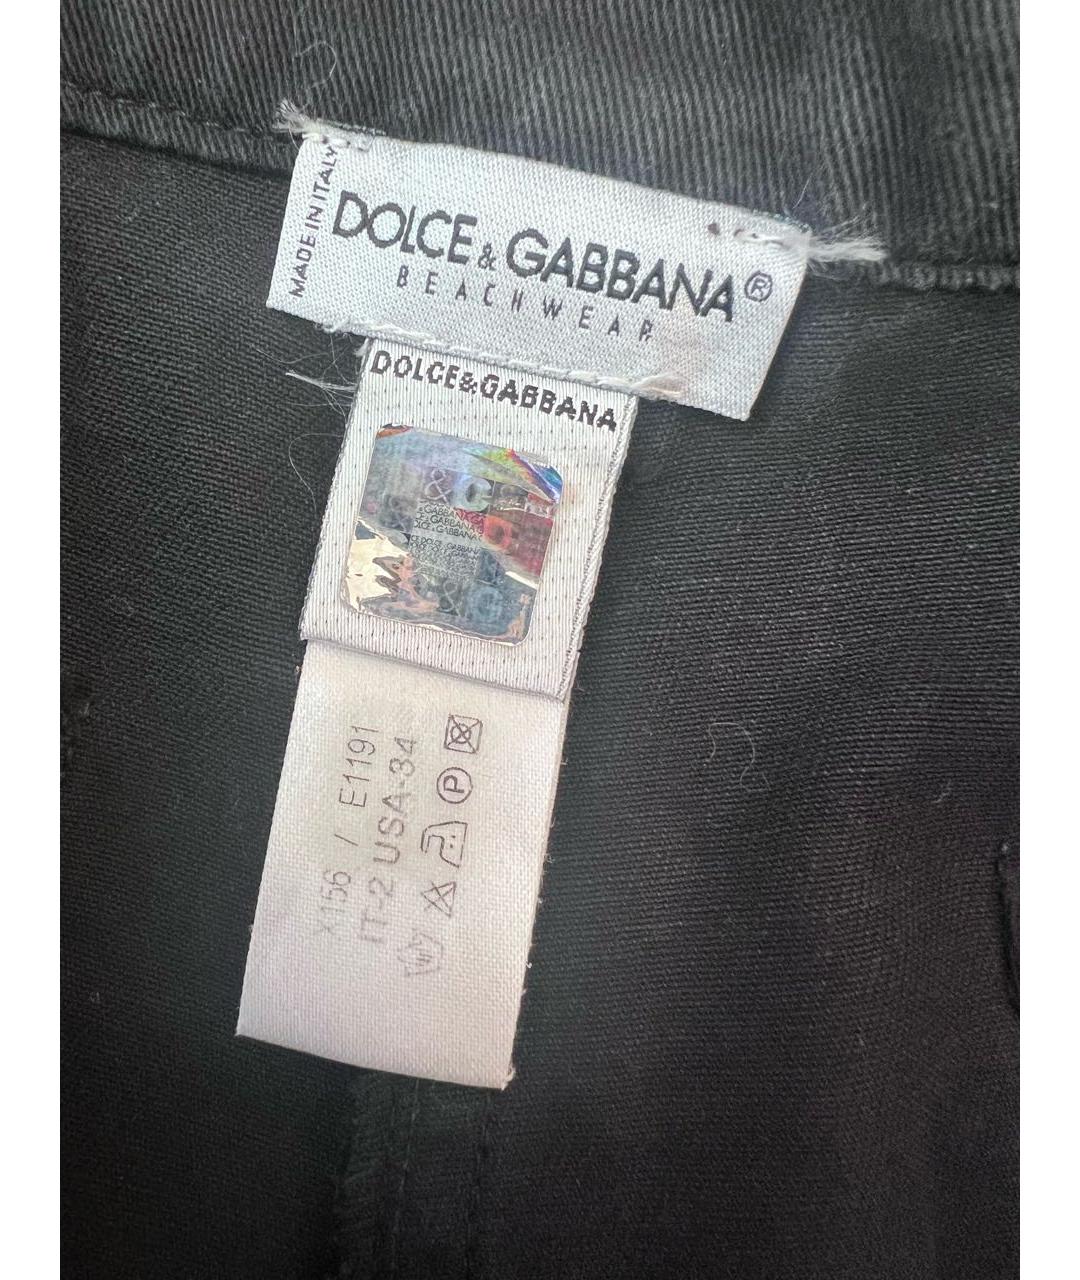 MADE IN ITALY
DOLCE & GABBANA®
BEACHWEAR
DOLCE&GABBANA
X156 / E1191
IT-2 USA-34
P